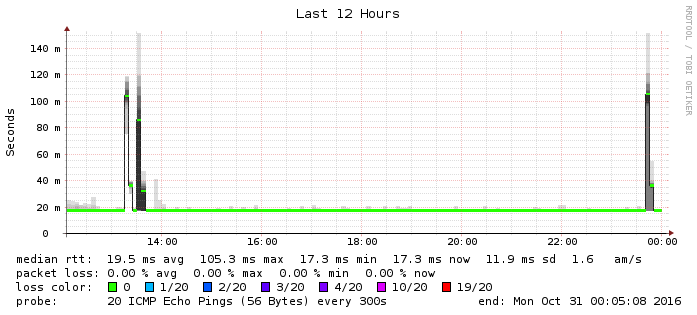 Last 12 Hours
RRDTOOL / TOBI OETIKER
Seconds
140 m
120 m
100 m
80 m
60 m
40 m
20 m
0
14:00 16:00 18:00 20:00 22:00 00:00
median rtt: 19.5 ms avg 105.3 ms max 17.3 ms min 17.3 ms now 11.9 ms sd 1.6 am/s
packet loss: 0.00 % avg 0.00 % max 0.00 % min 0.00 % now
loss color: 0 1/20 2/20 3/20 4/20 10/20 19/20
probe: 20 ICMP Echo Pings (56 Bytes) every 300s end: Mon Oct 31 00:05:08 2016